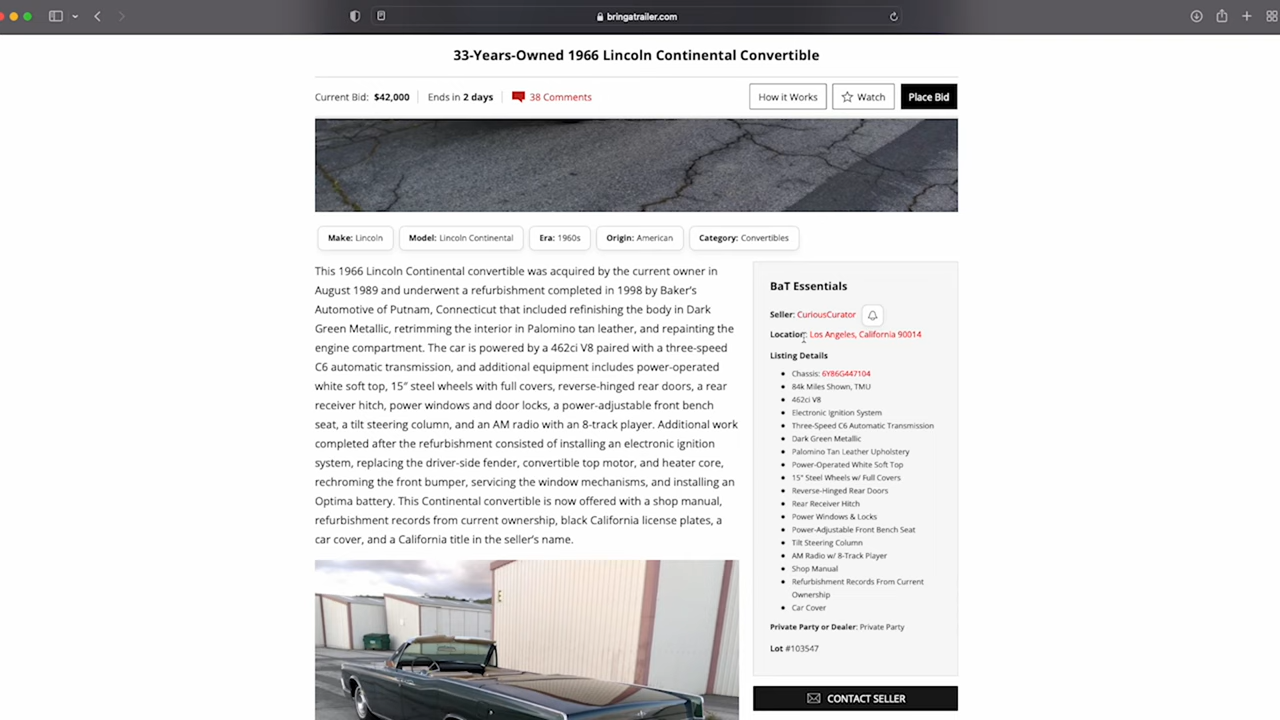 bringatrailer.com
33-Years-Owned 1966 Lincoln Continental Convertible
Current Bid: $42,000
Ends in 2 days
38 Comments
How it Works
Watch
Place Bid
Make: Lincoln
Model: Lincoln Continental
Era: 1960s
Origin: American
Category: Convertibles
This 1966 Lincoln Continental convertible was acquired by the current owner in
August 1989 and underwent a refurbishment completed in 1998 by Baker's
Automotive of Putnam, Connecticut that included refinishing the body in Dark
Green Metallic, retrimming the interior in Palomino tan leather, and repainting the
engine compartment. The car is powered by a 462ci V8 paired with a three-speed
C6 automatic transmission, and additional equipment includes power-operated
white soft top, 15″ steel wheels with full covers, reverse-hinged rear doors, a rear
receiver hitch, power windows and door locks, a power-adjustable front bench
seat, a tilt steering column, and an AM radio with an 8-track player. Additional work
completed after the refurbishment consisted of installing an electronic ignition
system, replacing the driver-side fender, convertible top motor, and heater core,
rechroming the front bumper, servicing the window mechanisms, and installing an
Optima battery. This Continental convertible is now offered with a shop manual,
refurbishment records from current ownership, black California license plates, a
car cover, and a California title in the seller's name.
BaT Essentials
Seller: CuriousCurator
Location: Los Angeles, California 90014
Listing Details
Chassis: 6Y86G447104
84k Miles Shown, TMU
462ci V8
Electronic Ignition System
Three-Speed C6 Automatic Transmission
Dark Green Metallic
Palomino Tan Leather Upholstery
Power-Operated White Soft Top
15" Steel Wheels W/ Full Covers
Reverse-Hinged Rear Doors
Rear Receiver Hitch
Power Windows & Locks
Power-Adjustable Front Bench Seat
Tilt Steering Column
AM Radio w/ 8-Track Player
Shop Manual
Refurbishment Records From Current
Ownership
Car Cover
Private Party or Dealer: Private Party
Lot #103547
CONTACT SELLER